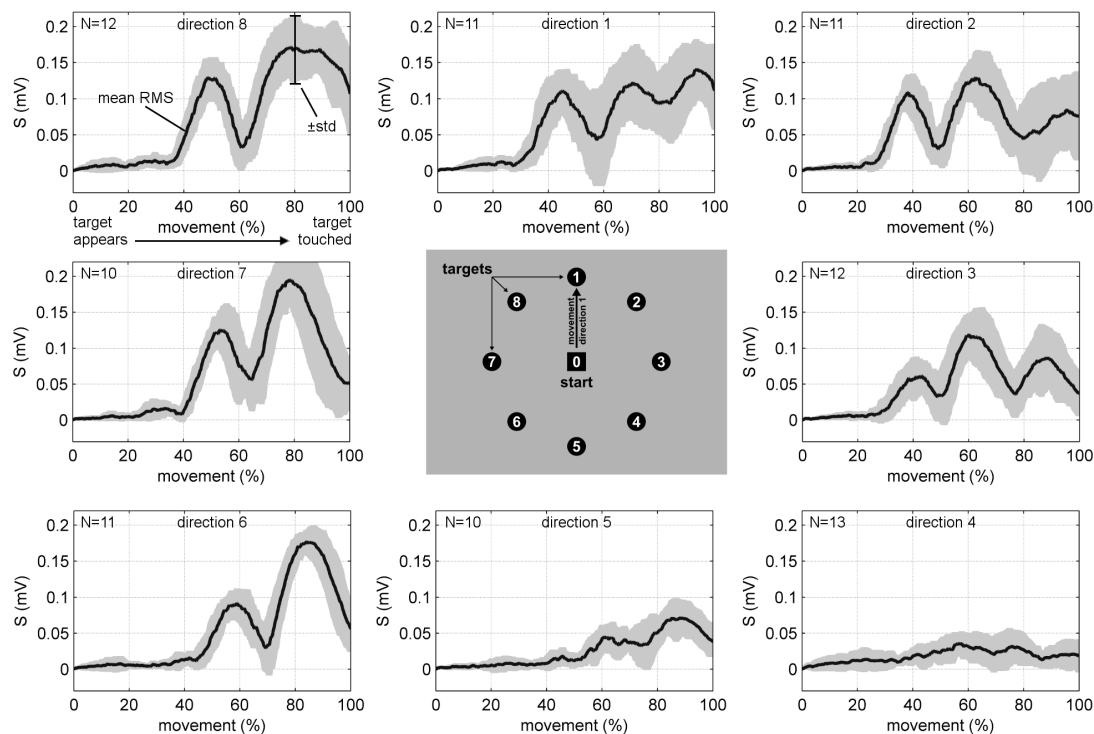 N=12 direction 8
mean RMS
±std
S (mV)
0.2
0.15
0.1
0.05
0
0 20 40 60 80 100
movement (%)
target appears
target touched
N=11 direction 1
S (mV)
0.2
0.15
0.1
0.05
0
0 20 40 60 80 100
movement (%)
N=11 direction 2
S (mV)
0.2
0.15
0.1
0.05
0
0 20 40 60 80 100
movement (%)
N=10 direction 7
S (mV)
0.2
0.15
0.1
0.05
0
0 20 40 60 80 100
movement (%)
targets
1
8
2
movement
direction 1
7
0
3
start
6
4
5
N=12 direction 3
S (mV)
0.2
0.15
0.1
0.05
0
0 20 40 60 80 100
movement (%)
N=11 direction 6
S (mV)
0.2
0.15
0.1
0.05
0
0 20 40 60 80 100
movement (%)
N=10 direction 5
S (mV)
0.2
0.15
0.1
0.05
0
0 20 40 60 80 100
movement (%)
N=13 direction 4
S (mV)
0.2
0.15
0.1
0.05
0
0 20 40 60 80 100
movement (%)